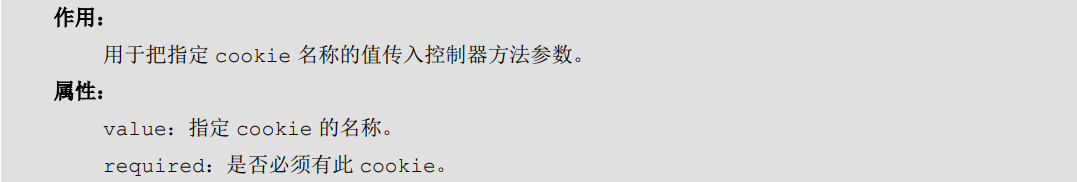 作用：
用于把指定 cookie 名称的值传入控制器方法参数。
属性：
value：指定 cookie 的名称。
required：是否必须有此 cookie。